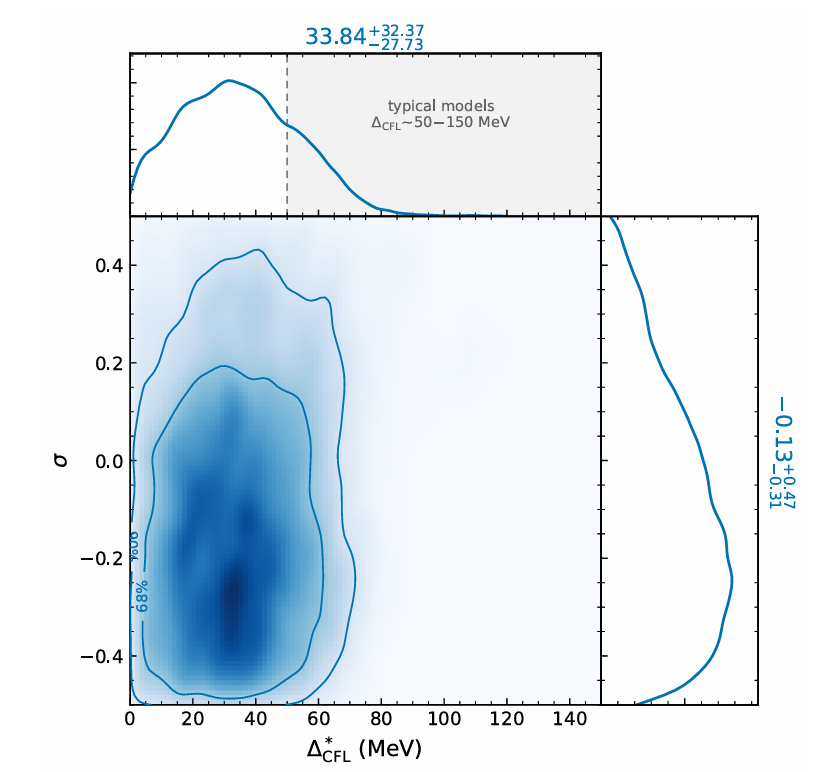 33.84+32.37−27.73
typical models
ΔCFL~50−150 MeV
0.4
0.2
0.0
−0.2
−0.4
σ
90%
68%
−0.13+0.47−0.31
0 20 40 60 80 100 120 140
Δ*CFL (MeV)